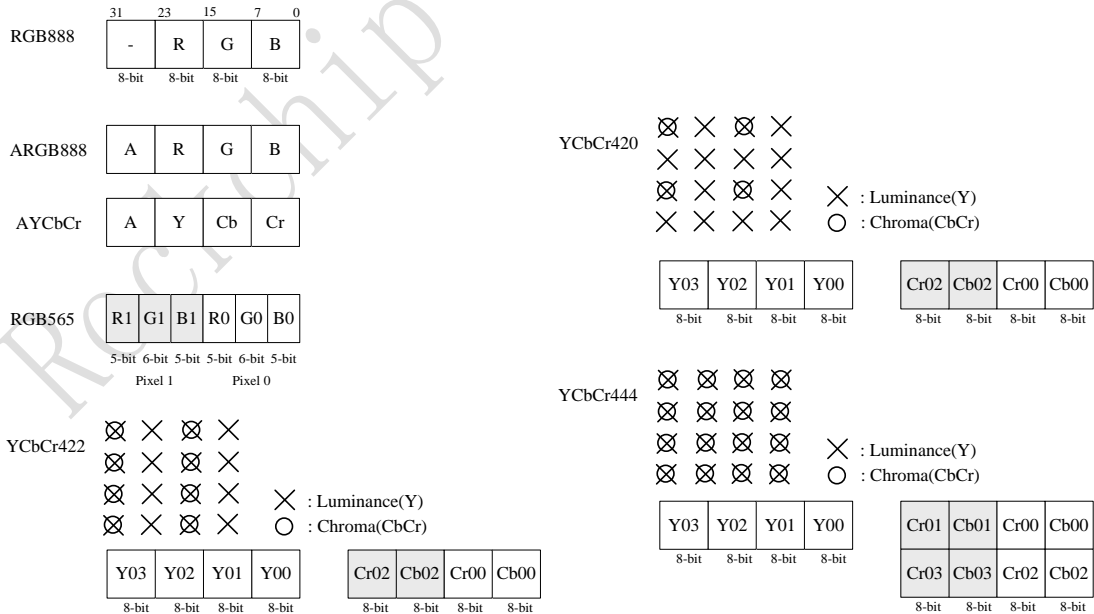 31 23 15 7 0
RGB888 - R G B
8-bit 8-bit 8-bit 8-bit
ARGB888 A R G B
AYCbCr A Y Cb Cr
RGB565 R1 G1 B1 R0 G0 B0
5-bit 6-bit 5-bit 5-bit 6-bit 5-bit
Pixel 1 Pixel 0
YCbCr422
: Luminance(Y)
: Chroma(CbCr)
Y03 Y02 Y01 Y00 Cr02 Cb02 Cr00 Cb00
8-bit 8-bit 8-bit 8-bit 8-bit 8-bit 8-bit 8-bit
YCbCr420
: Luminance(Y)
: Chroma(CbCr)
Y03 Y02 Y01 Y00 Cr02 Cb02 Cr00 Cb00
8-bit 8-bit 8-bit 8-bit 8-bit 8-bit 8-bit 8-bit
YCbCr444
: Luminance(Y)
: Chroma(CbCr)
Y03 Y02 Y01 Y00 Cr01 Cb01 Cr00 Cb00
8-bit 8-bit 8-bit 8-bit
Cr03 Cb03 Cr02 Cb02
8-bit 8-bit 8-bit 8-bit
Rockchip